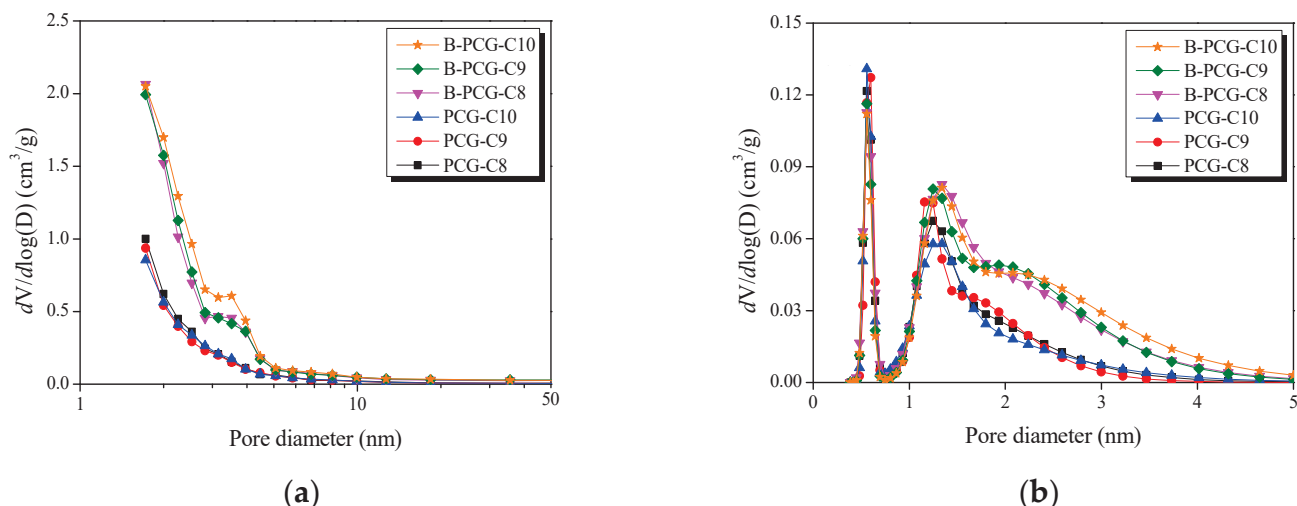 B-PCG-C10
B-PCG-C9
B-PCG-C8
PCG-C10
PCG-C9
PCG-C8
2.5
2.0
1.5
1.0
0.5
0.0
dV/dlog(D) (cm³/g)
1
10
50
Pore diameter (nm)
(a)
B-PCG-C10
B-PCG-C9
B-PCG-C8
PCG-C10
PCG-C9
PCG-C8
0.15
0.12
0.09
0.06
0.03
0.00
dV/dlog(D) (cm³/g)
0
1
2
3
4
5
Pore diameter (nm)
(b)